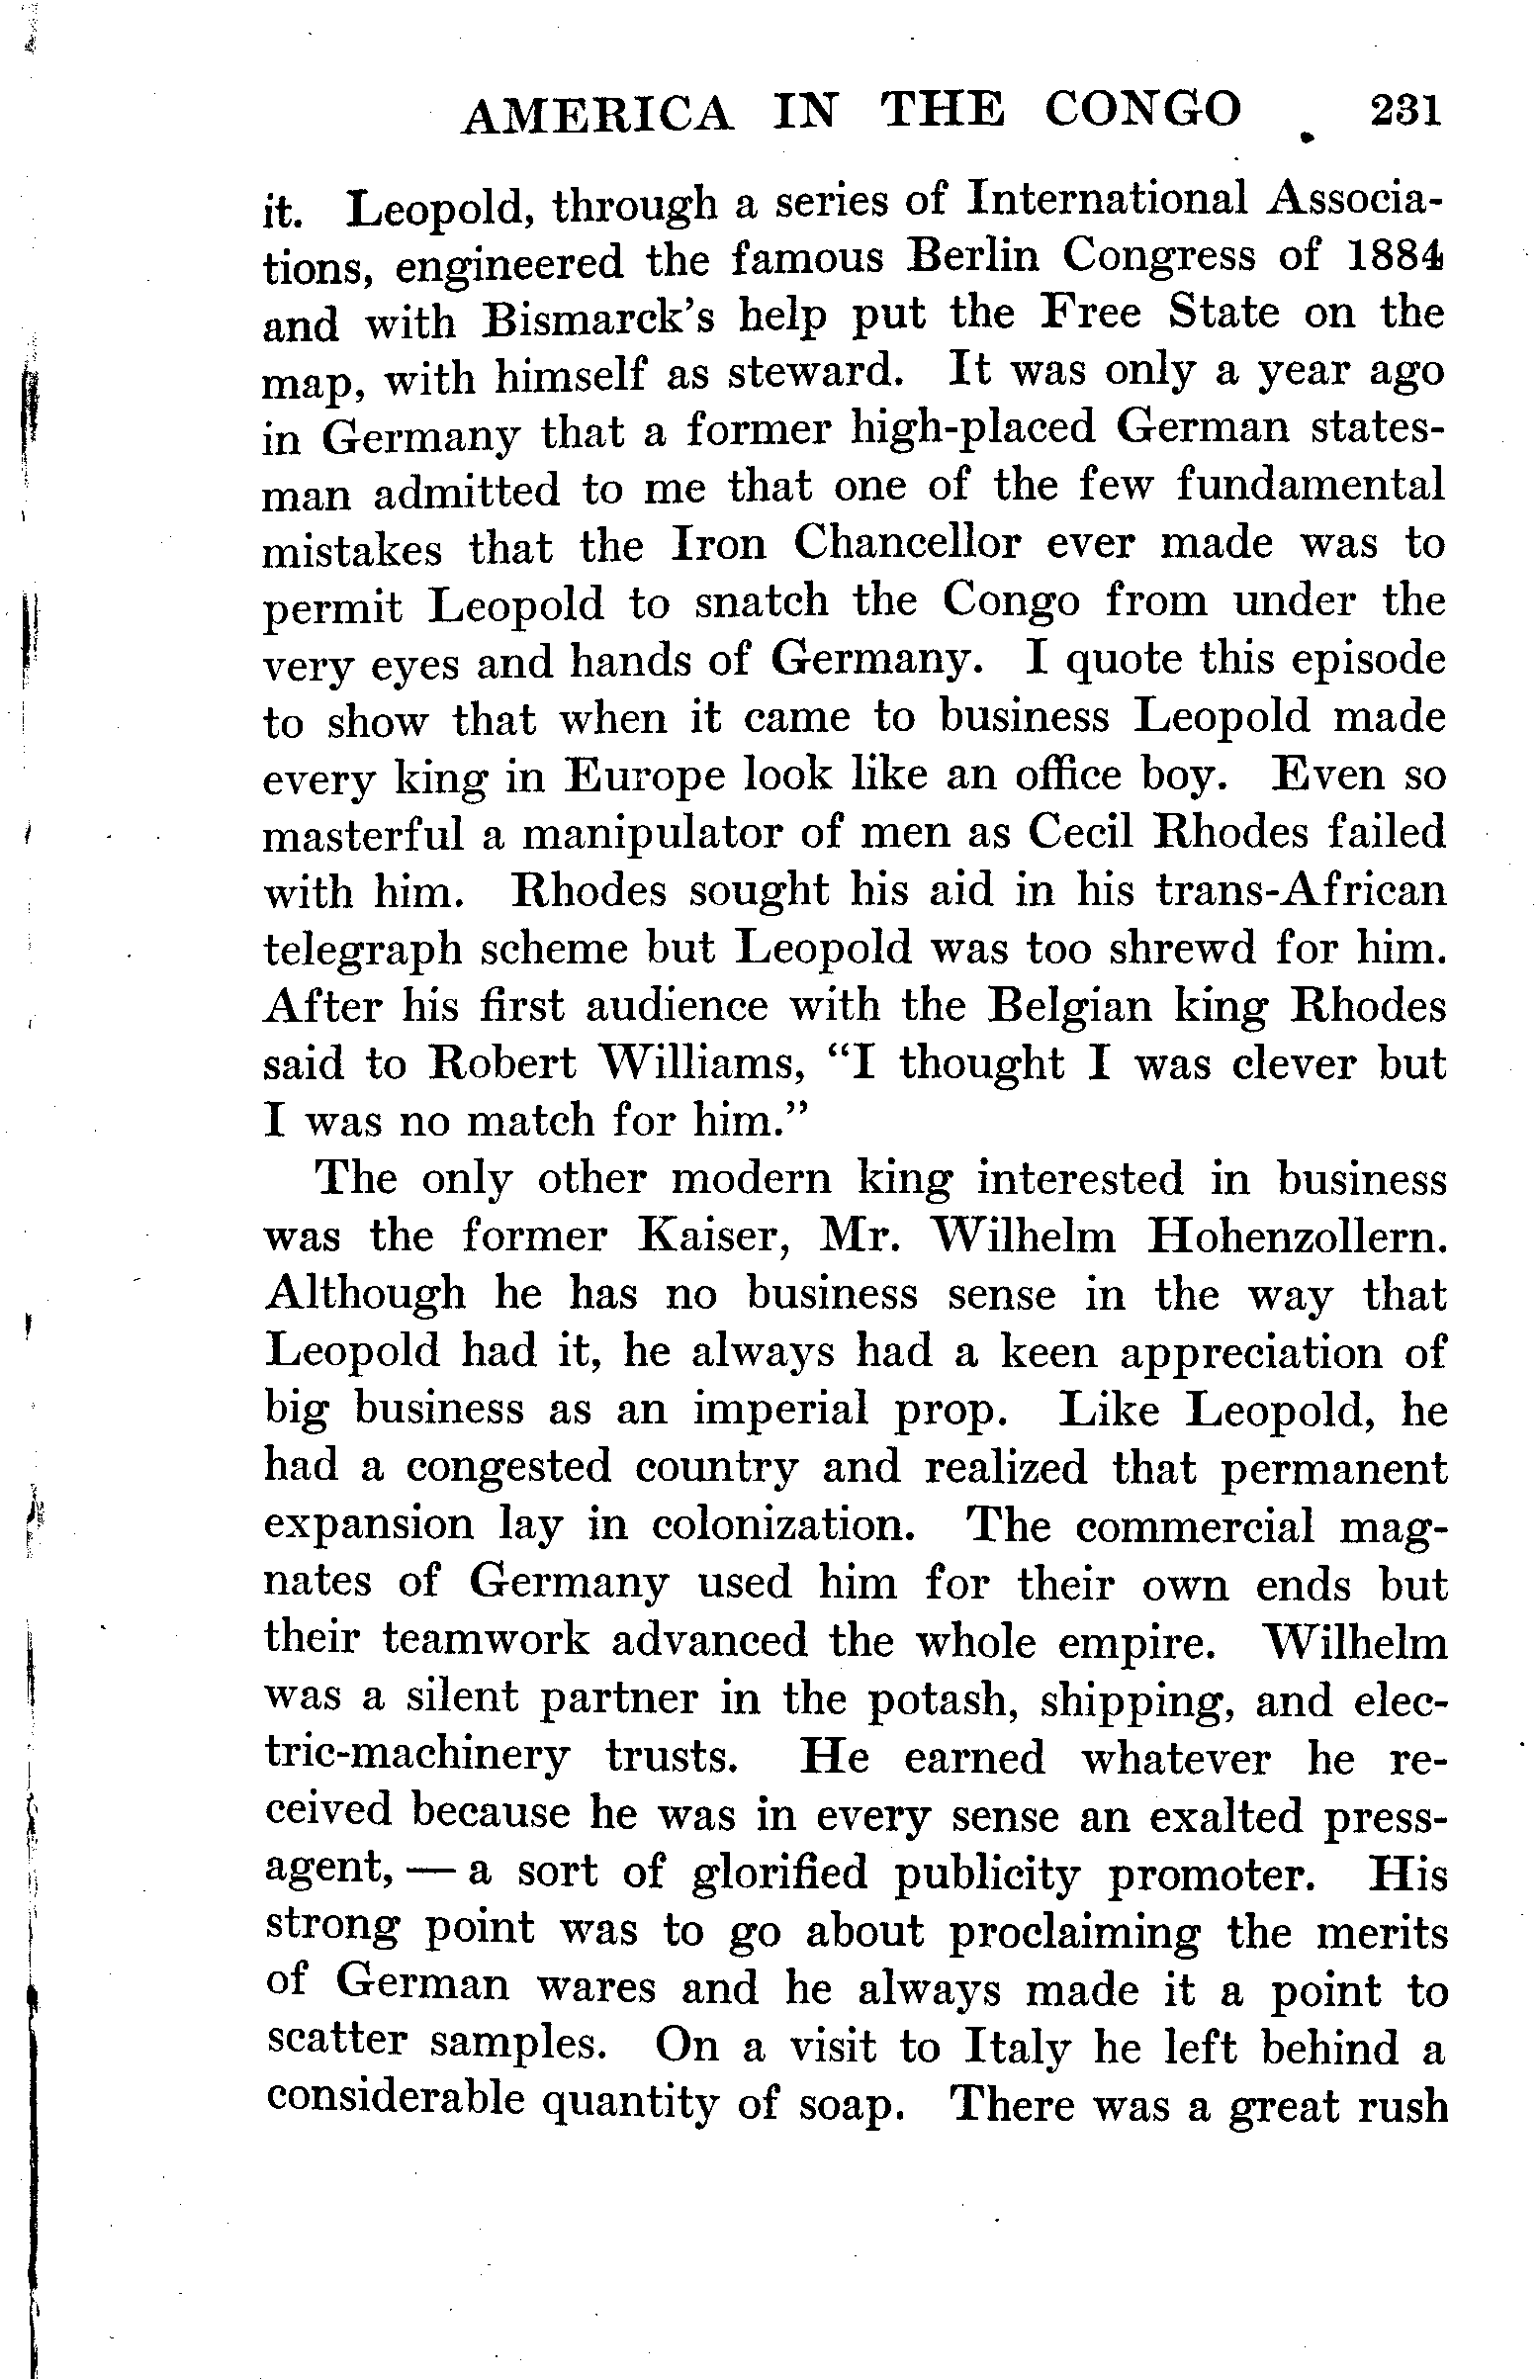 AMERICA IN THE CONGO 231
it. Leopold, through a series of International Associa-
tions, engineered the famous Berlin Congress of 1884
and with Bismarck's help put the Free State on the
map, with himself as steward. It was only a year ago
in Germany that a former high-placed German states-
man admitted to me that one of the few fundamental
mistakes that the Iron Chancellor ever made was to
permit Leopold to snatch the Congo from under the
very eyes and hands of Germany. I quote this episode
to show that when it came to business Leopold made
every king in Europe look like an office boy. Even so
masterful a manipulator of men as Cecil Rhodes failed
with him. Rhodes sought his aid in his trans-African
telegraph scheme but Leopold was too shrewd for him.
After his first audience with the Belgian king Rhodes
said to Robert Williams, “I thought I was clever but
I was no match for him.”
The only other modern king interested in business
was the former Kaiser, Mr. Wilhelm Hohenzollern.
Although he has no business sense in the way that
Leopold had it, he always had a keen appreciation of
big business as an imperial prop. Like Leopold, he
had a congested country and realized that permanent
expansion lay in colonization. The commercial mag-
nates of Germany used him for their own ends but
their teamwork advanced the whole empire. Wilhelm
was a silent partner in the potash, shipping, and elec-
tric-machinery trusts. He earned whatever he re-
ceived because he was in every sense an exalted press-
agent, — a sort of glorified publicity promoter. His
strong point was to go about proclaiming the merits
of German wares and he always made it a point to
scatter samples. On a visit to Italy he left behind a
considerable quantity of soap. There was a great rush